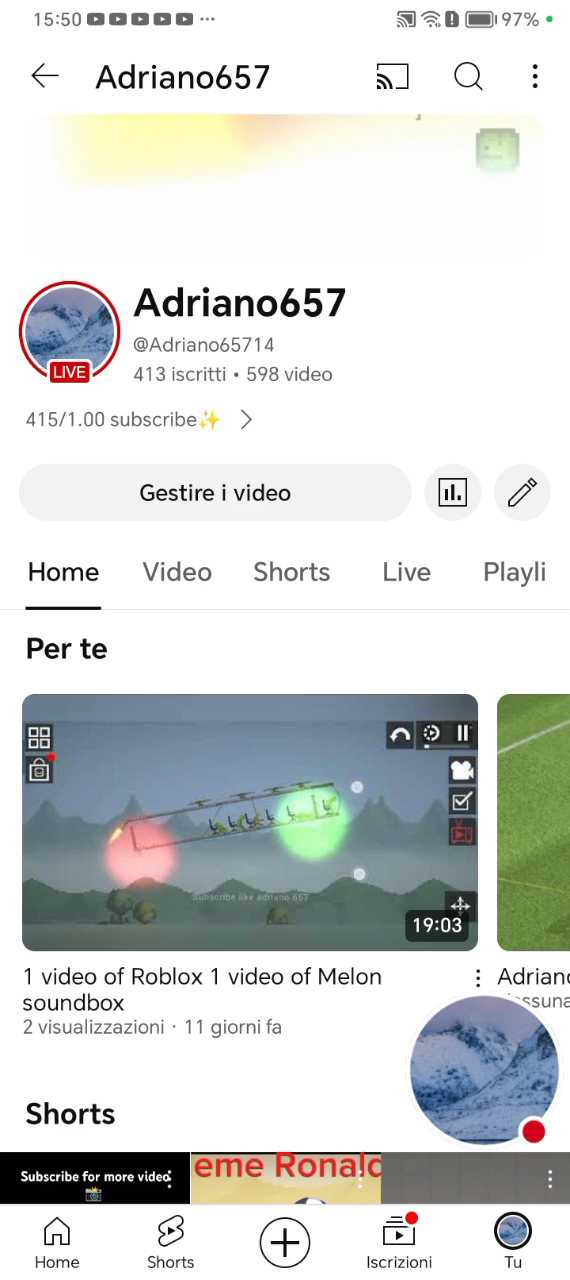 15:50
97%
Adriano657
Adriano657
LIVE
@Adriano65714
413 iscritti • 598 video
415/1.00 subscribe✨
Gestire i video
Home Video Shorts Live Playli
Per te
Subscribe like adriano 657
19:03
1 video of Roblox 1 video of Melon
soundbox
2 visualizzazioni · 11 giorni fa
Shorts
Subscribe for more video
eme Ronald
Home Shorts Iscrizioni Tu